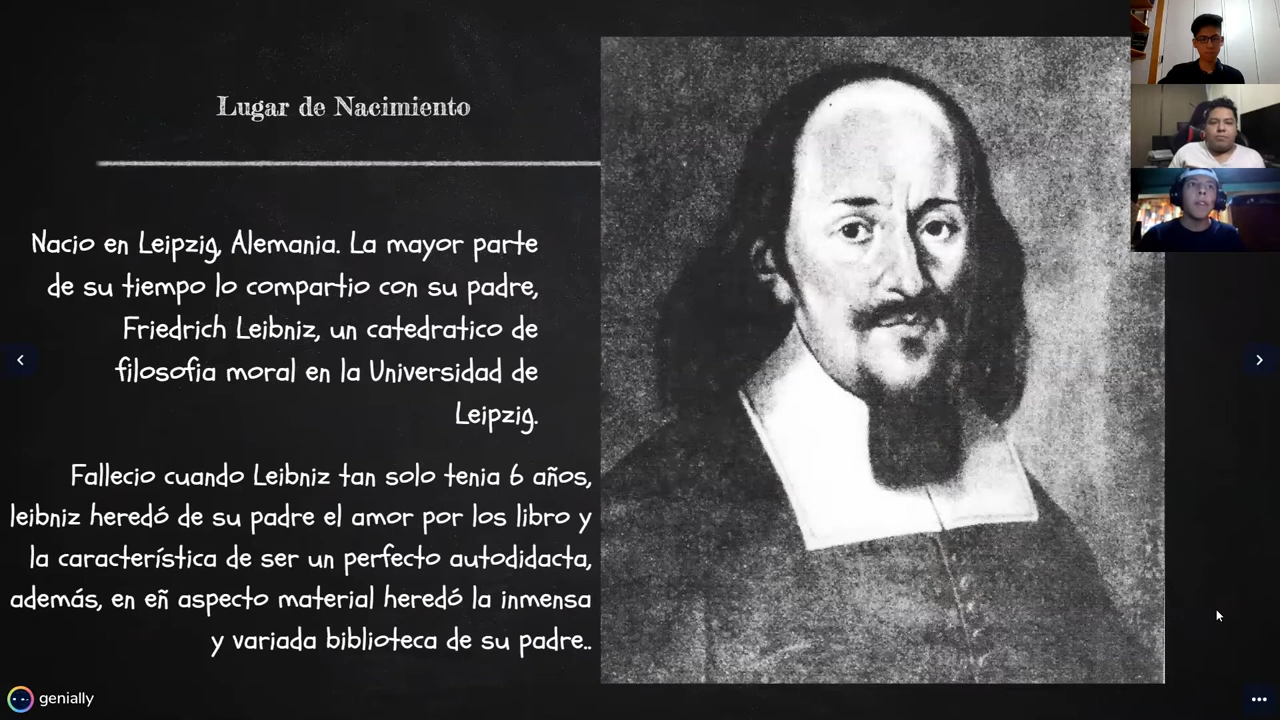 Lugar de Nacimiento
Nacio en Leipzig, Alemania. La mayor parte
de su tiempo lo compartio con su padre,
Friedrich Leibniz, un catedratico de
filosofia moral en la Universidad de
Leipzig.
Fallecio cuando Leibniz tan solo tenia 6 años,
leibniz heredó de su padre el amor por los libro y
la característica de ser un perfecto autodidacta,
además, en eñ aspecto material heredó la inmensa
y variada biblioteca de su padre..
genially